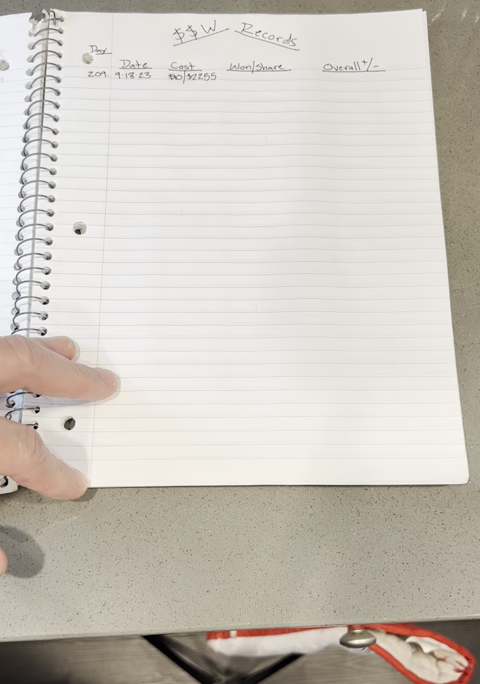 $$W Records
Day Date Cost Won/share Overall +/-
209. 9.18.23 $10/$2255